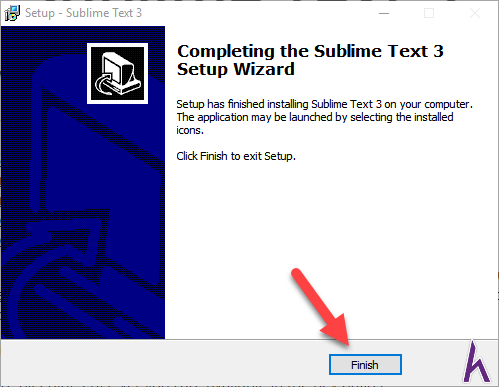 Setup - Sublime Text 3
Completing the Sublime Text 3
Setup Wizard
Setup has finished installing Sublime Text 3 on your computer.
The application may be launched by selecting the installed
icons.
Click Finish to exit Setup.
Finish